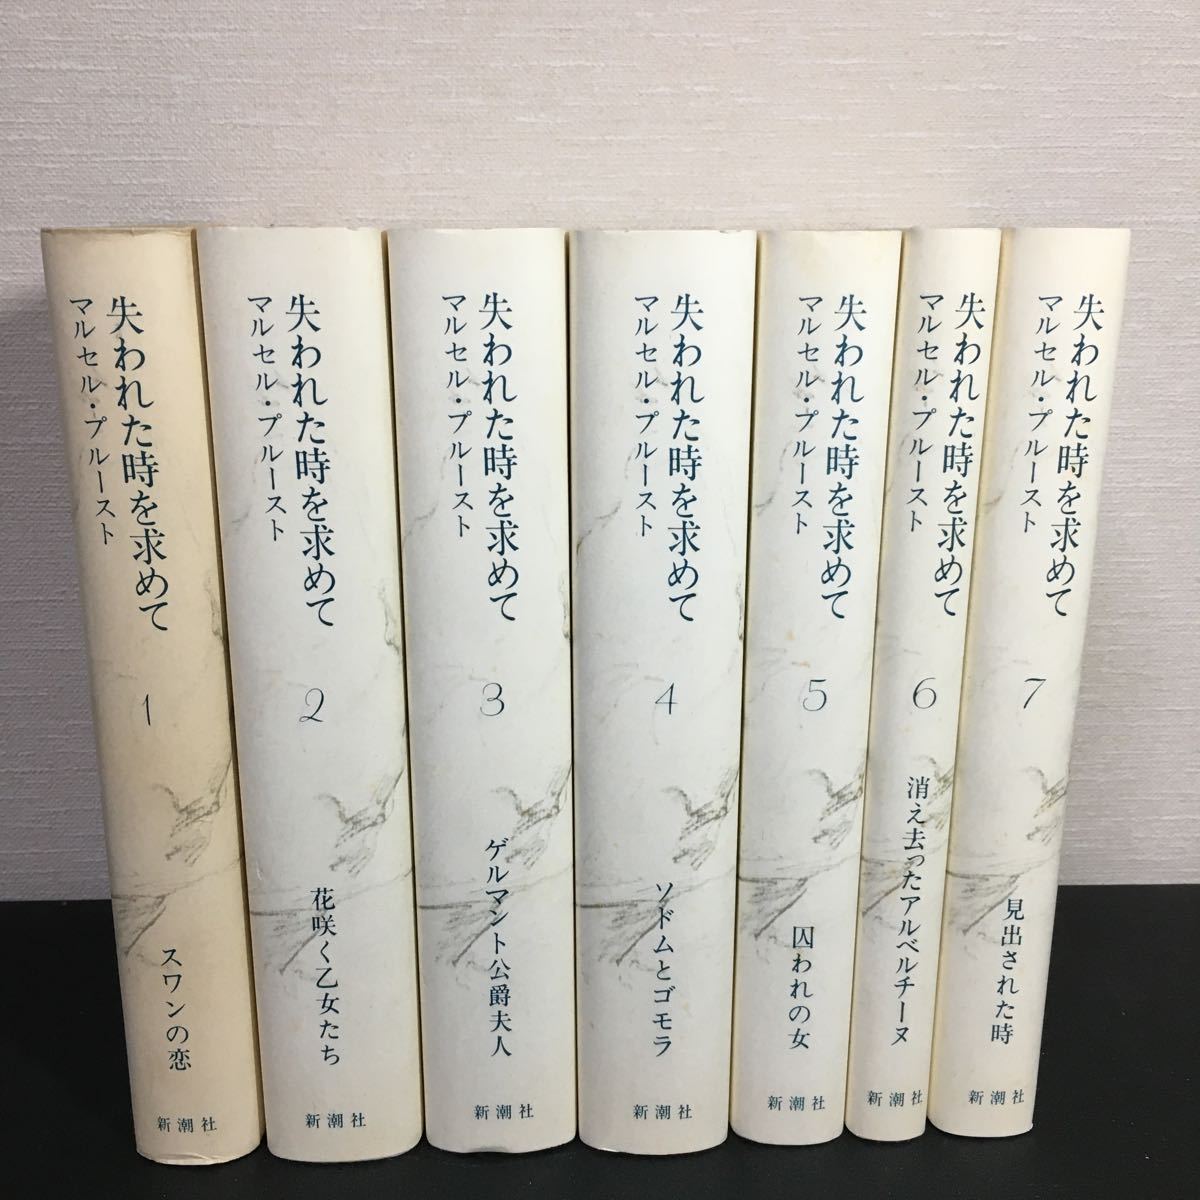 失われた時を求めて
マルセル・プルースト
1
スワンの恋
新潮社
失われた時を求めて
マルセル・プルースト
2
花咲く乙女たち
新潮社
失われた時を求めて
マルセル・プルースト
3
ゲルマント公爵夫人
新潮社
失われた時を求めて
マルセル・プルースト
4
ソドムとゴモラ
新潮社
失われた時を求めて
マルセル・プルースト
5
囚われの女
新潮社
失われた時を求めて
マルセル・プルースト
6
消え去ったアルベルチーヌ
新潮社
失われた時を求めて
マルセル・プルースト
7
見出された時
新潮社